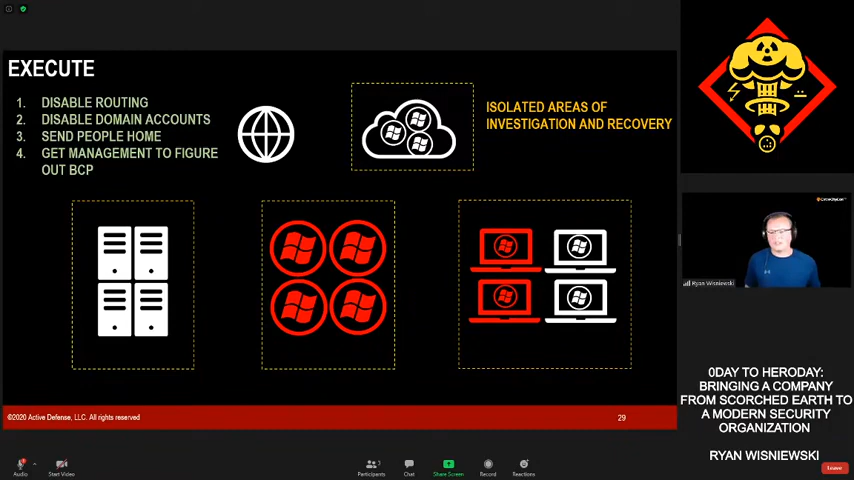 EXECUTE
1. DISABLE ROUTING
2. DISABLE DOMAIN ACCOUNTS
3. SEND PEOPLE HOME
4. GET MANAGEMENT TO FIGURE
OUT BCP
ISOLATED AREAS OF
INVESTIGATION AND RECOVERY
©2020 Active Defense, LLC. All rights reserved
29
Ryan Wisniewski
0DAY TO HERODAY:
BRINGING A COMPANY
FROM SCORCHED EARTH TO
A MODERN SECURITY
ORGANIZATION
RYAN WISNIEWSKI
Audio
Start Video
Participants
Chat
Share Screen
Record
Reactions
Leave